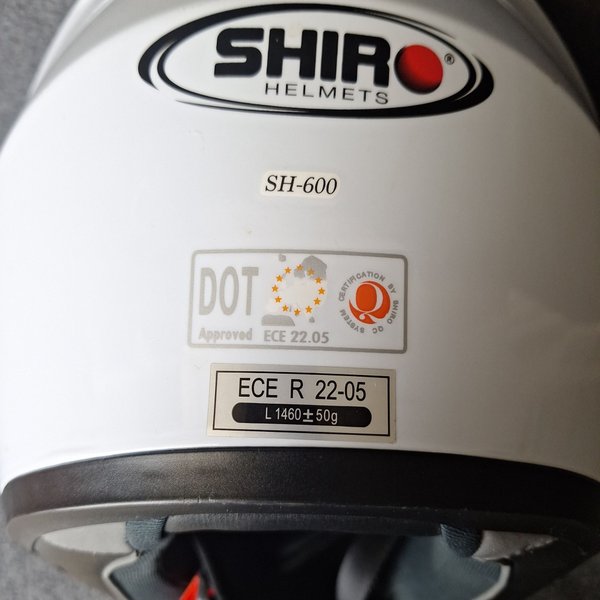 SHIRO®
HELMETS
SH-600
DOT
Approved ECE 22.05
CERTIFICATION BY SHIRO QC SYSTEM
ECE R 22-05
L 1460±50g